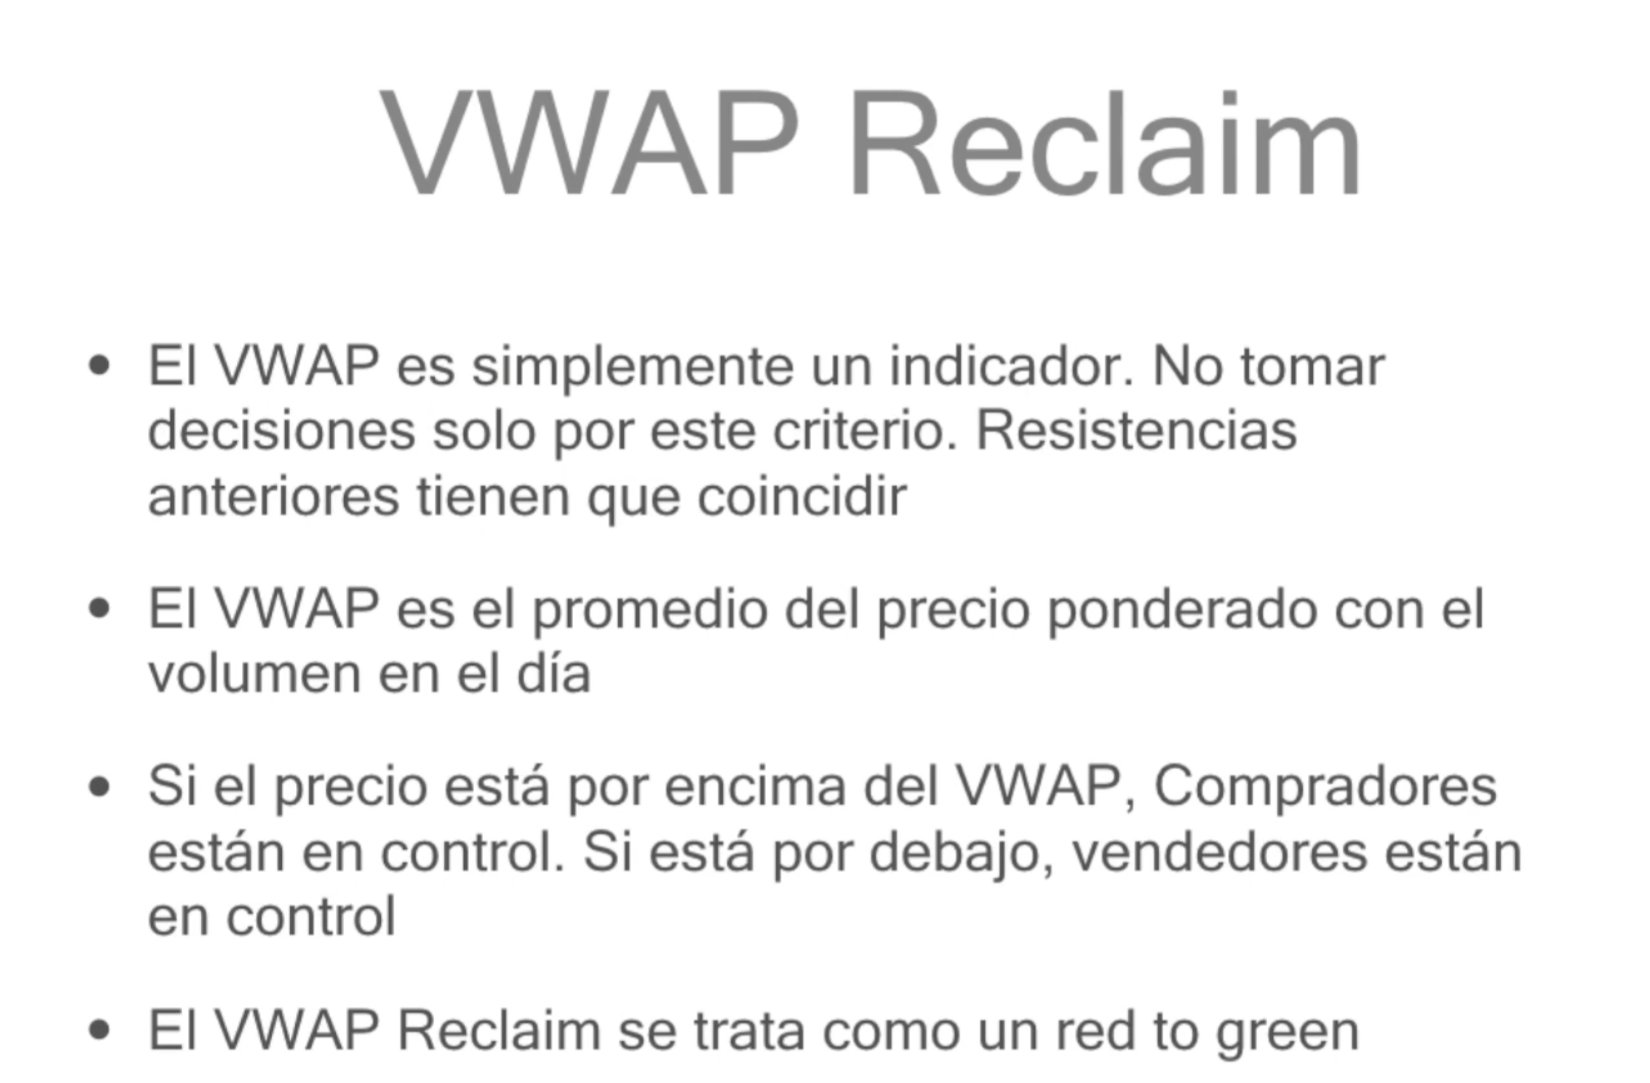 VWAP Reclaim
• El VWAP es simplemente un indicador. No tomar
decisiones solo por este criterio. Resistencias
anteriores tienen que coincidir
• El VWAP es el promedio del precio ponderado con el
volumen en el día
• Si el precio está por encima del VWAP, Compradores
están en control. Si está por debajo, vendedores están
en control
• El VWAP Reclaim se trata como un red to green